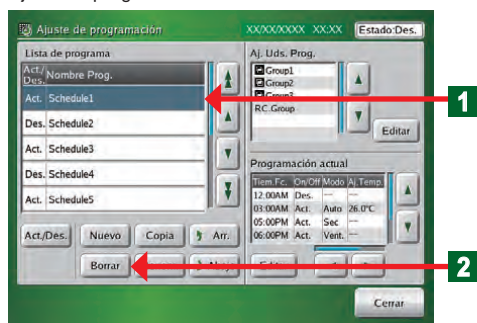 Ajuste de programación
XX/XX/XXXX XX:XX
Estado:Des.
Lista de programa
Act./Des. Nombre Prog.
Act. Schedule1
Des. Schedule2
Act. Schedule3
Des. Schedule4
Act. Schedule5
Act./Des.
Nuevo
Copia
Arr.
Borrar
Aj. Uds. Prog.
Group1
Group2
RC Group
Editar
Programación actual
Tiem.Fc. On/Off Modo Aj.Temp.
12:00AM Des. --- ---
03:00AM Act. Auto 26.0ºC
05:00PM Act. Sec ---
06:00PM Act. Vent. ---
Cerrar
1
2